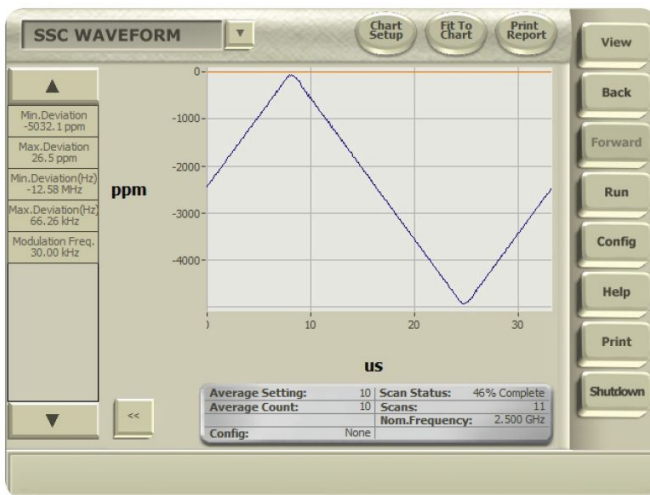 SSC WAVEFORM
Chart Setup
Fit To Chart
Print Report
View
Back
Forward
Run
Config
Help
Print
Shutdown
Min.Deviation
-5032.1 ppm
Max.Deviation
26.5 ppm
Min.Deviation(Hz)
-12.58 MHz
Max.Deviation(Hz)
66.26 kHz
Modulation Freq.
30.00 kHz
<<
ppm
0
-1000
-2000
-3000
-4000
0 10 20 30
us
Average Setting: 10 Scan Status: 46% Complete
Average Count: 10 Scans: 11
Nom.Frequency: 2.500 GHz
Config: None